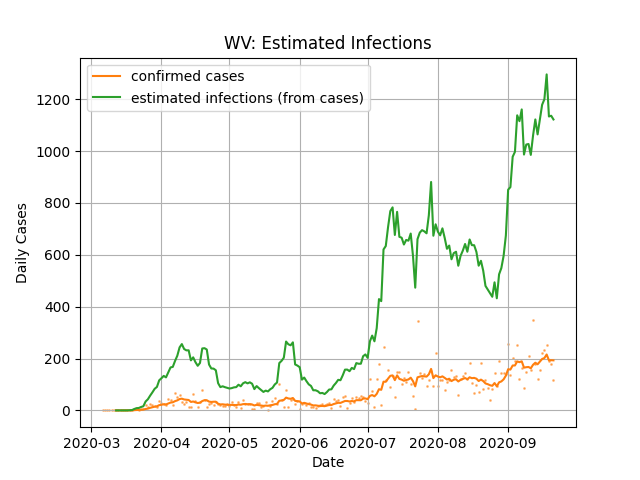 WV: Estimated Infections
confirmed cases
estimated infections (from cases)
Daily Cases
1200
1000
800
600
400
200
0
2020-03 2020-04 2020-05 2020-06 2020-07 2020-08 2020-09
Date